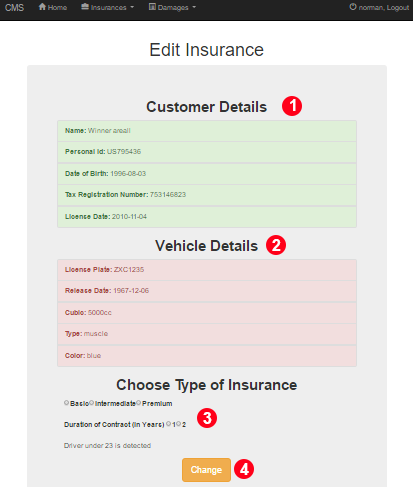 CMS Home Insurances Damages norman, Logout
Edit Insurance
Customer Details 1
Name: Winner areall
Personal Id: US795436
Date of Birth: 1996-08-03
Tax Registration Number: 753146823
License Date: 2010-11-04
Vehicle Details 2
License Plate: ZXC1235
Release Date: 1967-12-06
Cubic: 5000cc
Type: muscle
Color: blue
Choose Type of Insurance
Basic Intermediate Premium
Duration of Contract (in Years) 1 2 3
Driver under 23 is detected
Change 4